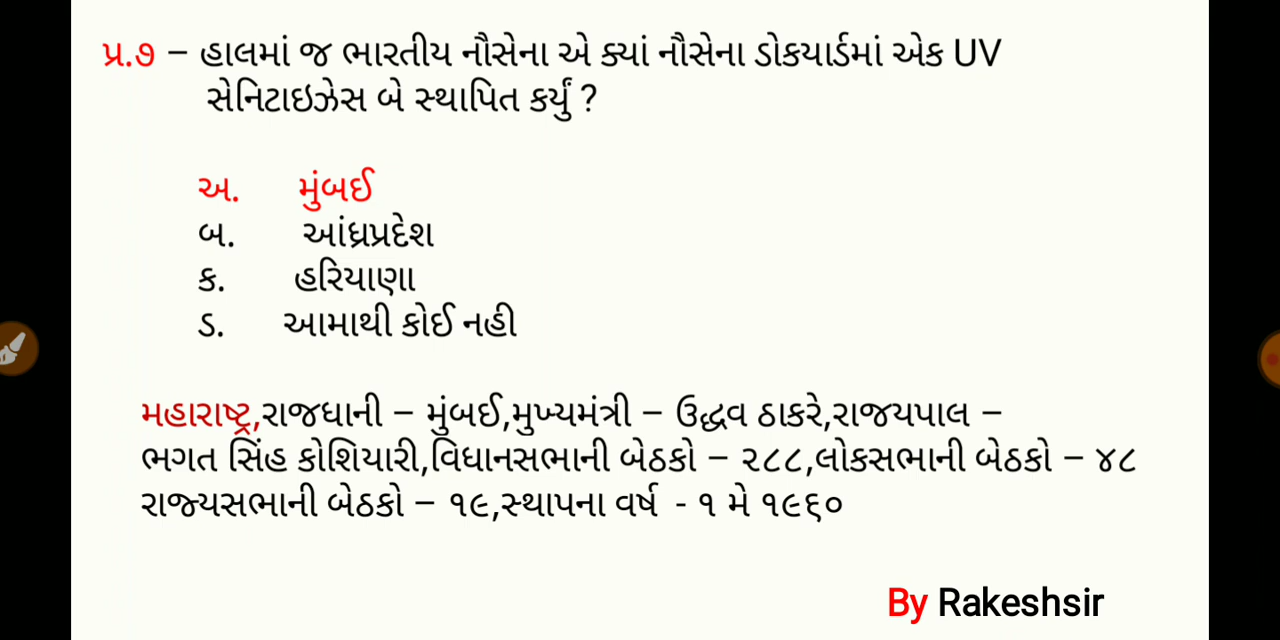 પ્ર.૭ – હાલમાં જ ભારતીય નૌસેના એ ક્યાં નૌસેના ડોકયાર્ડમાં એક UV
સેનિટાઇઝેસ બે સ્થાપિત કર્યું ?
અ. મુંબઈ
બ. આંધ્રપ્રદેશ
ક. હરિયાણા
ડ. આમાથી કોઈ નહી
મહારાષ્ટ્ર,રાજધાની – મુંબઈ,મુખ્યમંત્રી – ઉદ્ધવ ઠાકરે,રાજયપાલ –
ભગત સિંહ કોશિયારી,વિધાનસભાની બેઠકો – ૨૮૮,લોકસભાની બેઠકો – ૪૮
રાજ્યસભાની બેઠકો – ૧૯,સ્થાપના વર્ષ - ૧ મે ૧૯૬૦
By Rakeshsir